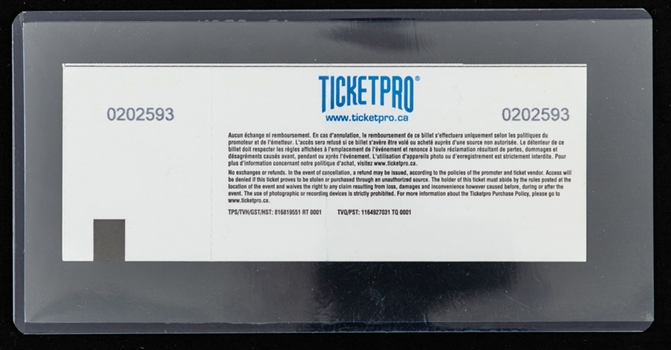 TICKETPRO®
www.ticketpro.ca
0202593
0202593
Aucun échange ni remboursement. En cas d'annulation, le remboursement de ce billet s'effectuera uniquement selon les politiques du
promoteur et de l'émetteur. L'accès sera refusé si ce billet s'avère être volé ou acheté auprès d'une source non autorisée. Le détenteur de ce
billet doit respecter les règles affichées à l'emplacement de l'événement et renonce à toute réclamation résultant de pertes, dommages et
désagréments causés avant, pendant ou après l'événement. L'utilisation d'appareils photo ou d'enregistrement est strictement interdite. Pour
plus d'information concernant notre politique d'achat, visitez www.ticketpro.ca.
No exchanges or refunds. In the event of cancellation, a refund may be issued, according to the policies of the promoter and ticket vendor. Access will
be denied if this ticket proves to be stolen or purchased through an unauthorized source. The holder of this ticket must abide by the rules posted at the
location of the event and waives the right to any claim resulting from loss, damages and inconvenience however caused before, during or after the
event. The use of photographic or recording devices is strictly prohibited. For more information about the Ticketpro Purchase Policy, please go to
www.ticketpro.ca.
TPS/TVH/GST/HST: 816819551 RT 0001 TVQ/PST: 1164927031 TQ 0001